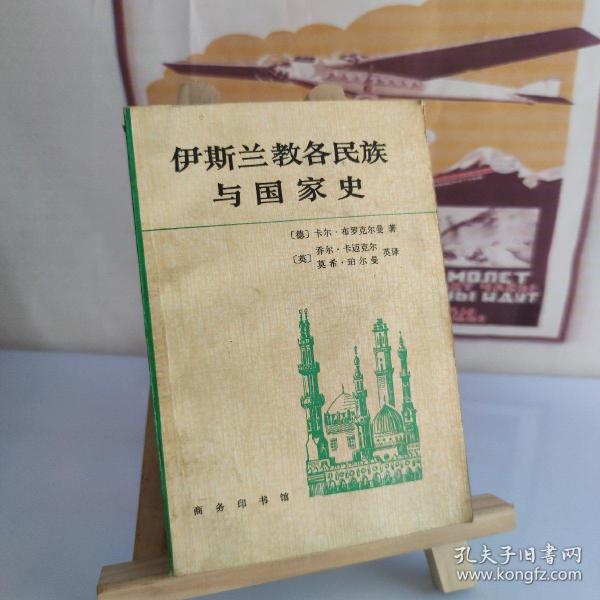 伊斯兰教各民族
与国家史
〔德〕卡尔·布罗克尔曼 著
〔英〕乔尔·卡迈克尔 莫希·珀尔曼 英译
商务印书馆
孔夫子旧书网
www.kongfz.com